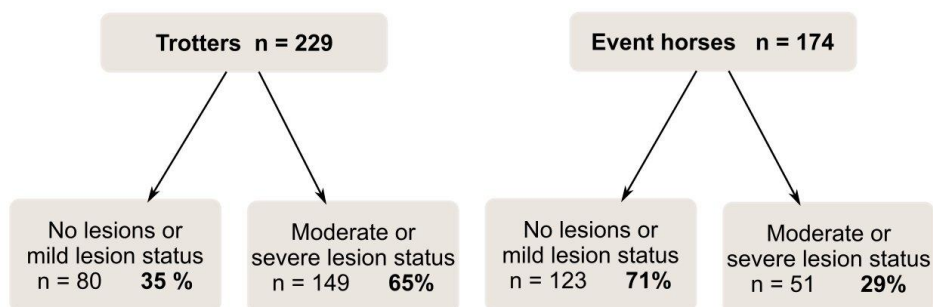 Trotters n = 229
Event horses n = 174
No lesions or
mild lesion status
n = 80 35 %
Moderate or
severe lesion status
n = 149 65%
No lesions or
mild lesion status
n = 123 71%
Moderate or
severe lesion status
n = 51 29%